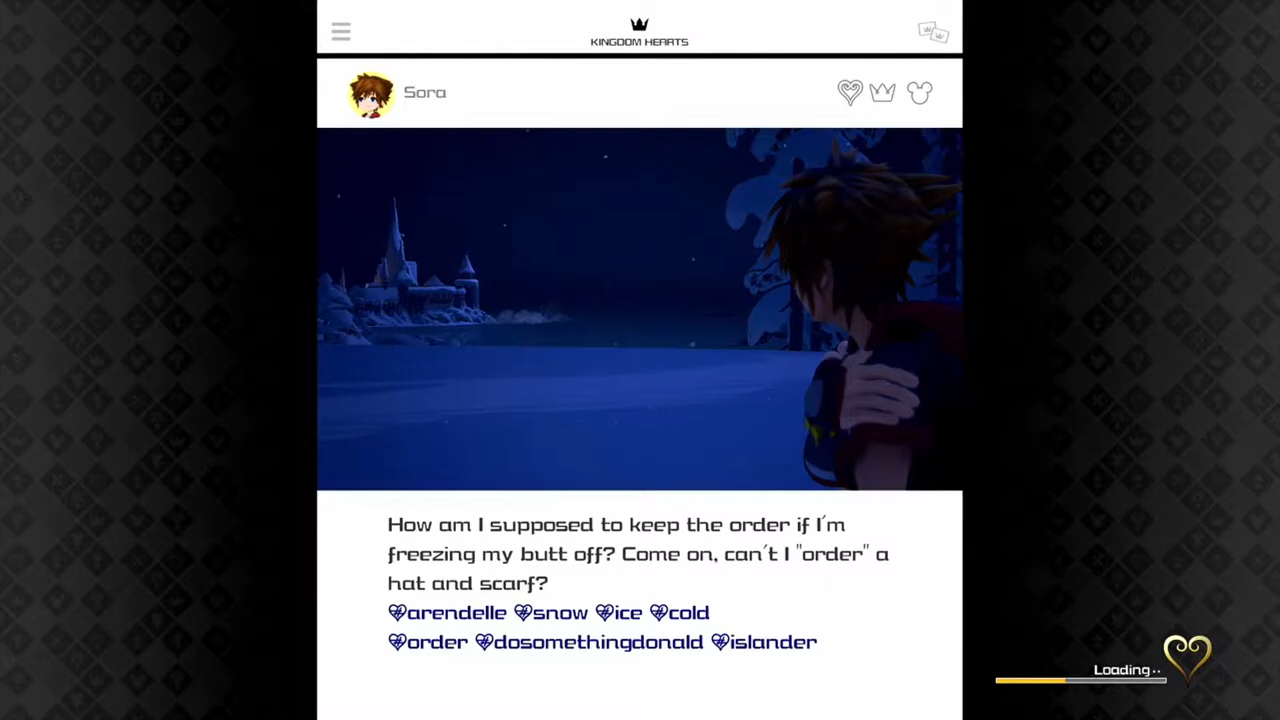 KINGDOM HEARTS
Sora
How am I supposed to keep the order if I'm
freezing my butt off? Come on, can't I "order" a
hat and scarf?
#arendelle #snow #ice #cold
#order #dosomethingdonald #islander
Loading..